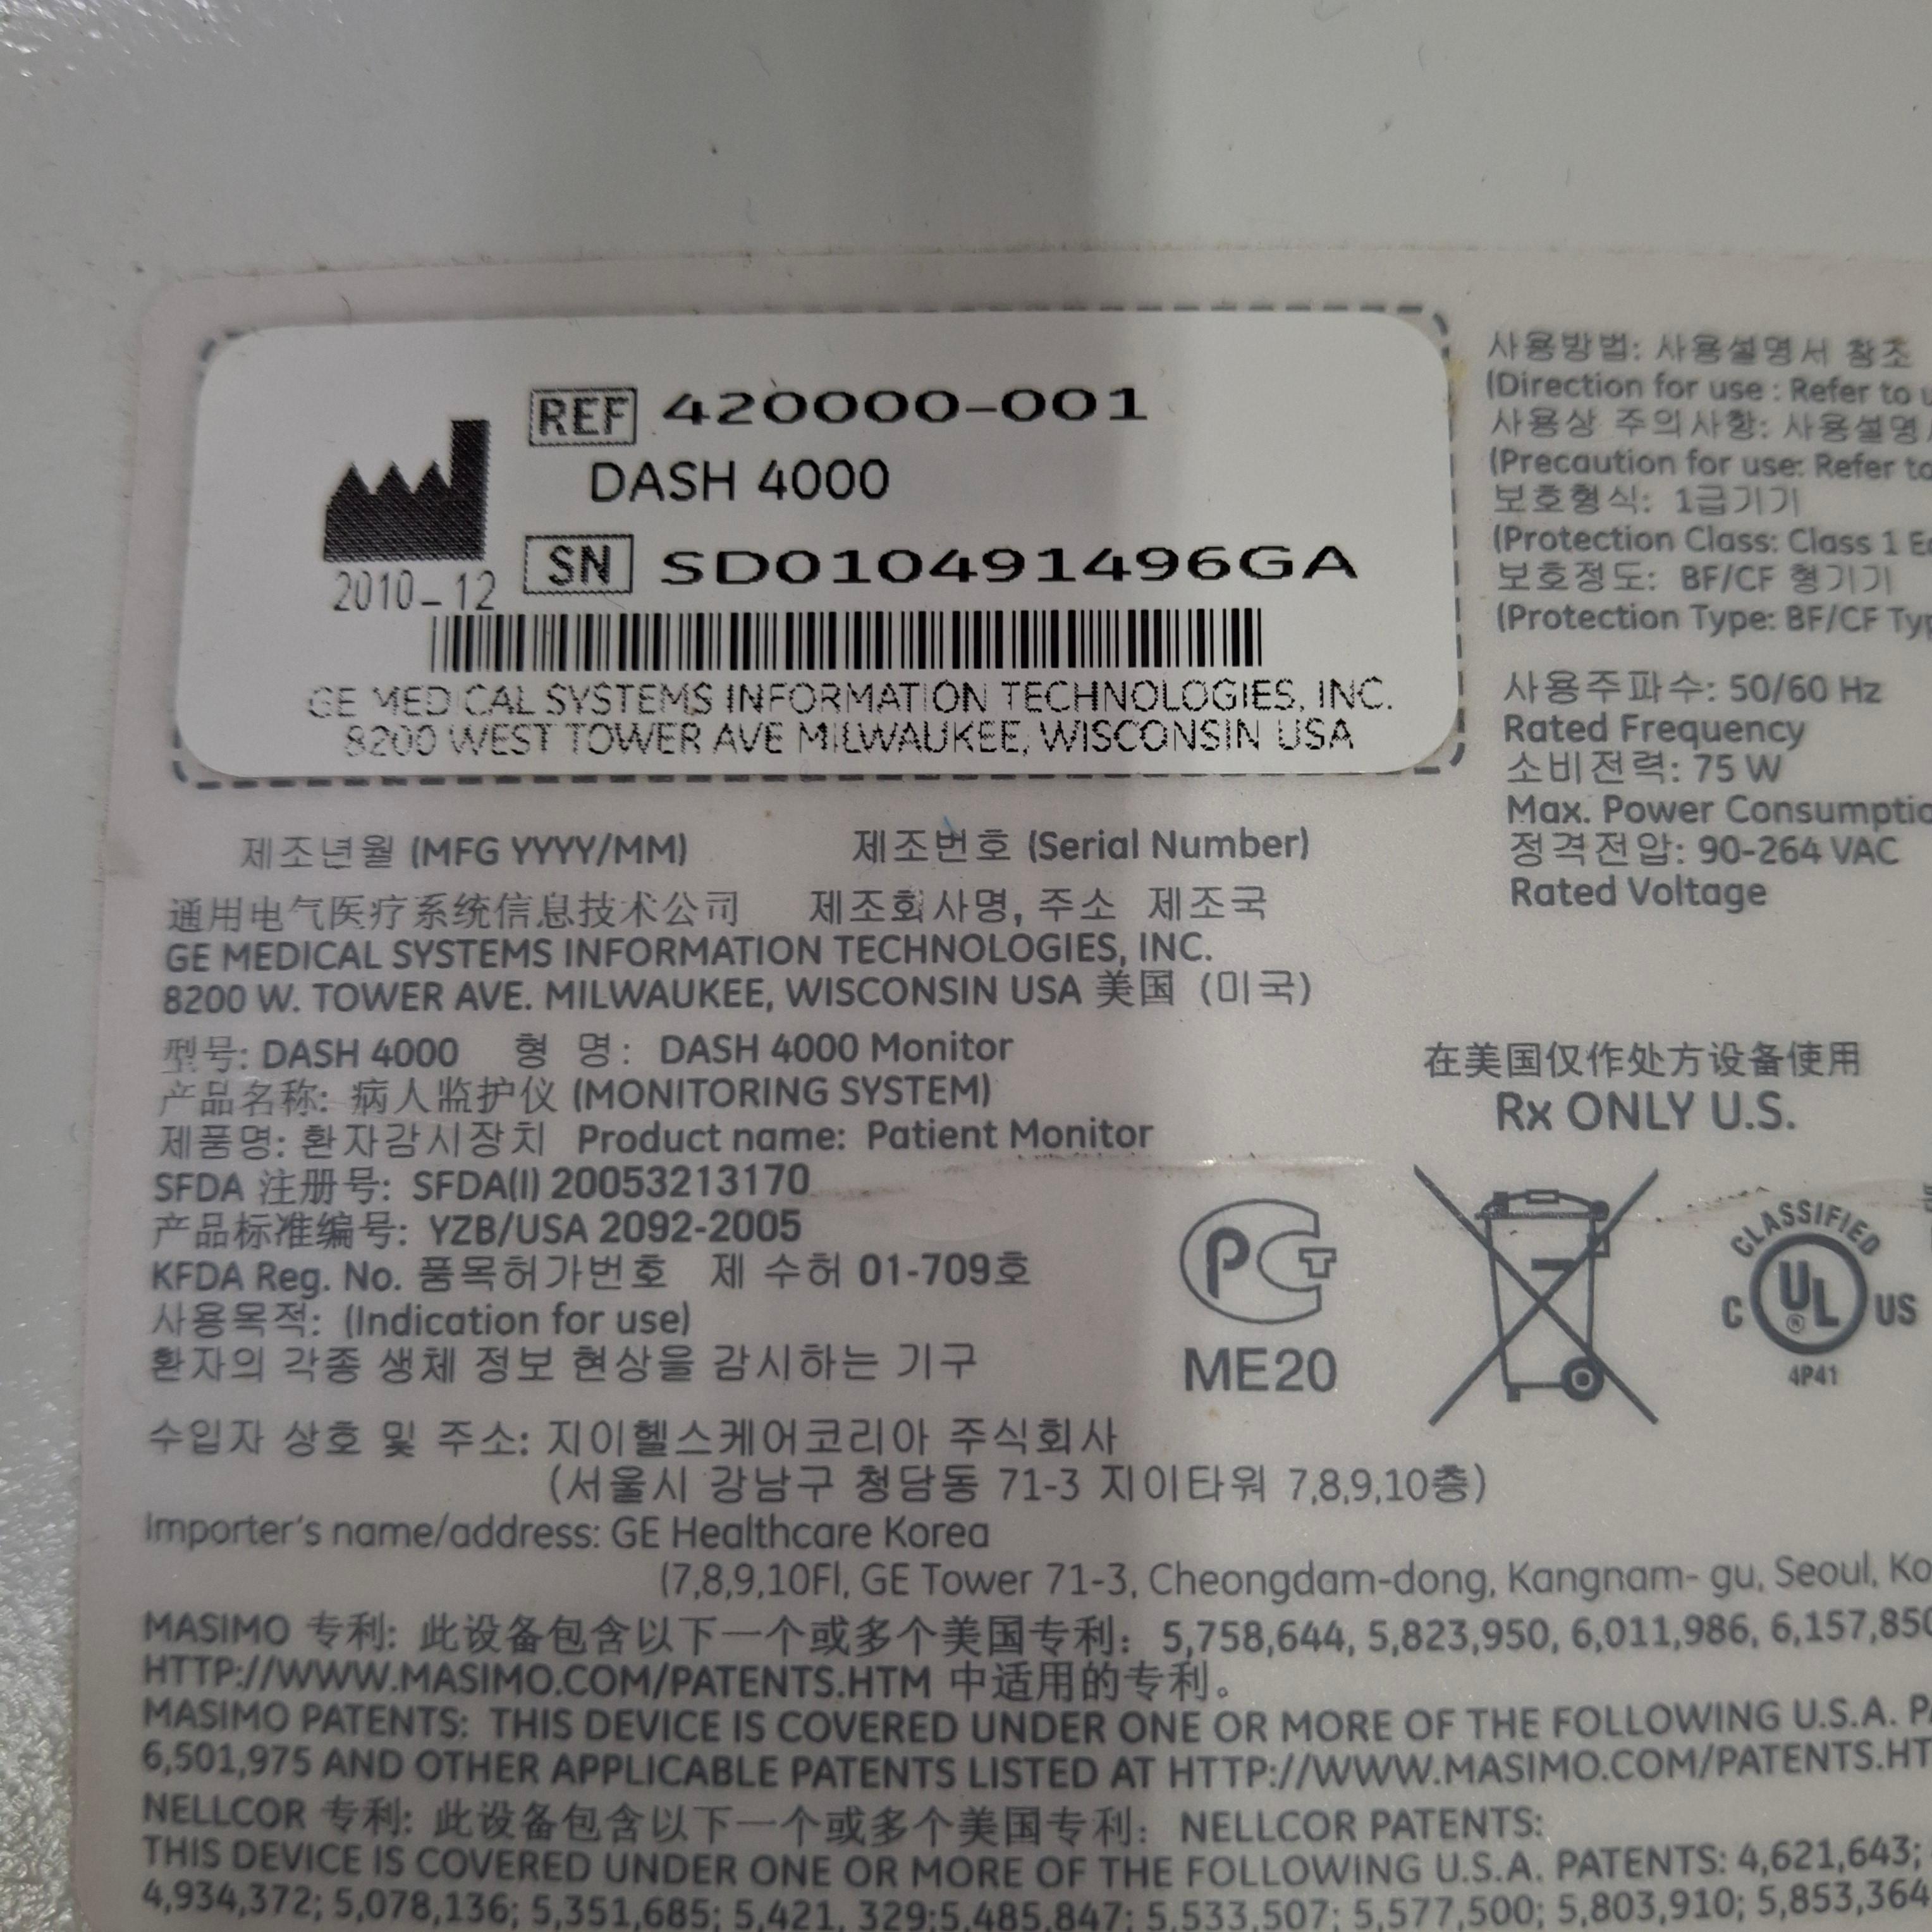 REF 420000-001
DASH 4000
SN SD010491496GA
2010-12
GE MEDICAL SYSTEMS INFORMATION TECHNOLOGIES, INC.
8200 WEST TOWER AVE MILWAUKEE, WISCONSIN USA
제조년월 (MFG YYYY/MM) 제조번호 (Serial Number)
通用电气医疗系统信息技术公司 제조회사명, 주소 제조국
GE MEDICAL SYSTEMS INFORMATION TECHNOLOGIES, INC.
8200 W. TOWER AVE. MILWAUKEE, WISCONSIN USA 美国 (미국)
型号: DASH 4000 형 명: DASH 4000 Monitor
产品名称: 病人监护仪 (MONITORING SYSTEM)
제품명: 환자감시장치 Product name: Patient Monitor
SFDA 注册号: SFDA(I) 20053213170
产品标准编号: YZB/USA 2092-2005
KFDA Reg. No. 품목허가번호 제 수허 01-709호
사용목적: (Indication for use)
환자의 각종 생체 정보 현상을 감시하는 기구
수입자 상호 및 주소: 지이헬스케어코리아 주식회사
(서울시 강남구 청담동 71-3 지이타워 7,8,9,10층)
Importer's name/address: GE Healthcare Korea
(7,8,9,10Fl, GE Tower 71-3, Cheongdam-dong, Kangnam- gu, Seoul,
사용방법: 사용설명서 참조
(Direction for use : Refer to
사용상 주의사항:
(Precaution for use: Refer to
보호형식: 1급기기
(Protection Class: Class 1
보호정도: BF/CF 형기기
(Protection Type: BF/CF
사용주파수: 50/60 Hz
Rated Frequency
소비전력: 75 W
Max. Power
정격전압: 90-264 VAC
Rated Voltage
在美国仅作处方设备使用
Rx ONLY U.S.
PCT
ME20
CLASSIFIED
C UL ® US
4P41
MASIMO 专利: 此设备包含以下一个或多个美国专利: 5,758,644, 5,823,950, 6,011,986,
HTTP://WWW.MASIMO.COM/PATENTS.HTM 中适用的专利。
MASIMO PATENTS: THIS DEVICE IS COVERED UNDER ONE OR MORE OF THE FOLLOWING U.S.A.
6,501,975 AND OTHER APPLICABLE PATENTS LISTED AT HTTP://WWW.MASIMO.COM/PATENTS.HT
NELLCOR 专利: 此设备包含以下一个或多个美国专利: NELLCOR PATENTS:
THIS DEVICE IS COVERED UNDER ONE OR MORE OF THE FOLLOWING U.S.A. PATENTS: 4,621,643;
4,934,372; 5,078,136; 5,351,685; 5,421, 329;5,485,847; 5,533,507; 5,577,500; 5,803,910; 5,853,364